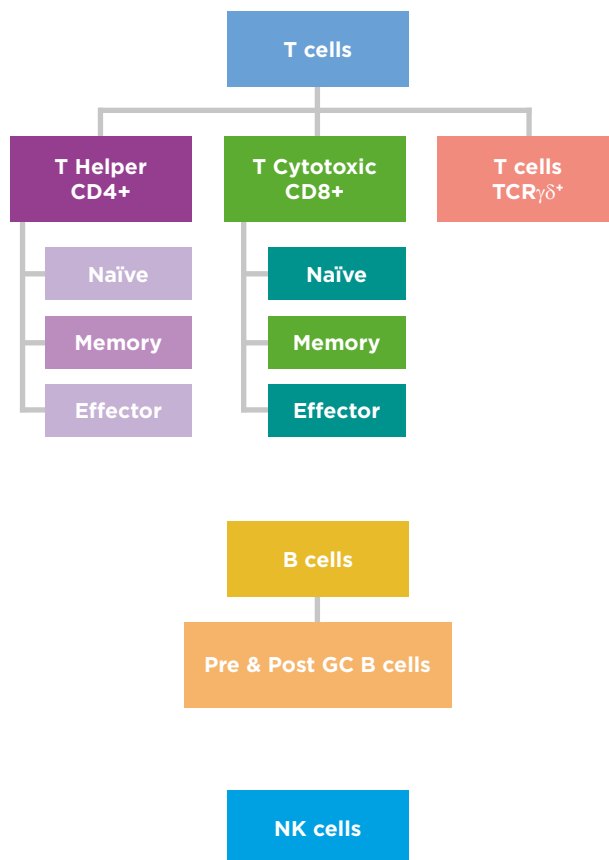 T cells
T Helper
CD4+
T Cytotoxic
CD8+
T cells
TCRγδ⁺
Naïve
Memory
Effector
Naïve
Memory
Effector
B cells
Pre & Post GC B cells
NK cells